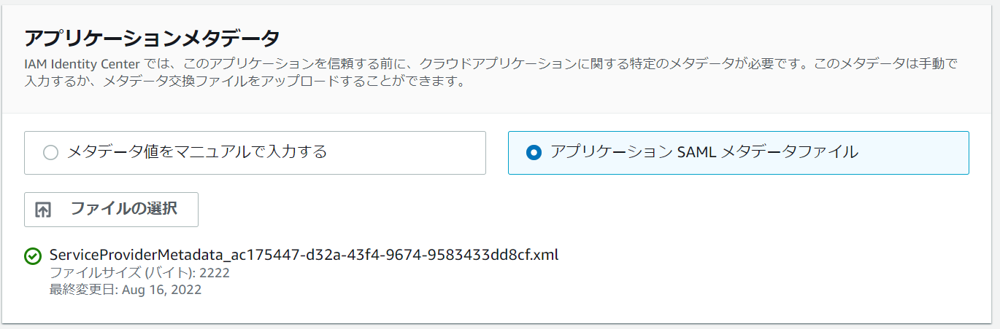 アプリケーションメタデータ
IAM Identity Center では、このアプリケーションを信頼する前に、クラウドアプリケーションに関する特定のメタデータが必要です。このメタデータは手動で
入力するか、メタデータ交換ファイルをアップロードすることができます。
メタデータ値をマニュアルで入力する
アプリケーション SAML メタデータファイル
ファイルの選択
ServiceProviderMetadata_ac175447-d32a-43f4-9674-9583433dd8cf.xml
ファイルサイズ (バイト): 2222
最終変更日: Aug 16, 2022